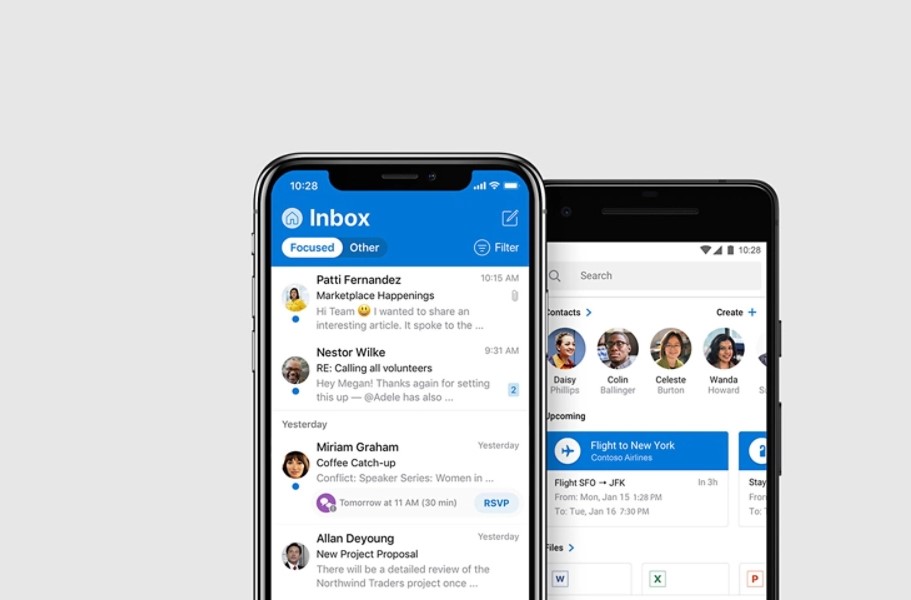 10:28
Inbox
Focused Other
Filter
Patti Fernandez 10:15 AM
Marketplace Happenings
Hi Team 😃 I wanted to share an
interesting article. It spoke to the ...
Nestor Wilke 9:31 AM
RE: Calling all volunteers
Hey Megan! Thanks again for setting
this up — @Adele has also ... 2
Yesterday
Miriam Graham Yesterday
Coffee Catch-up
Conflict: Speaker Series: Women in ...
Tomorrow at 11 AM (30 min) RSVP
Allan Deyoung Yesterday
New Project Proposal
There will be a detailed review of the
Northwind Traders project once ...
10:28
Search
Contacts > Create +
Daisy Colin Celeste Wanda
Phillips Ballinger Burton Howard
Upcoming
Flight to New York
Contoso Airlines
Flight SFO → JFK In 3h
From: Mon, Jan 15 1:28 PM
To: Tue, Jan 16 7:30 PM
Stay
To:
Files >
W X P